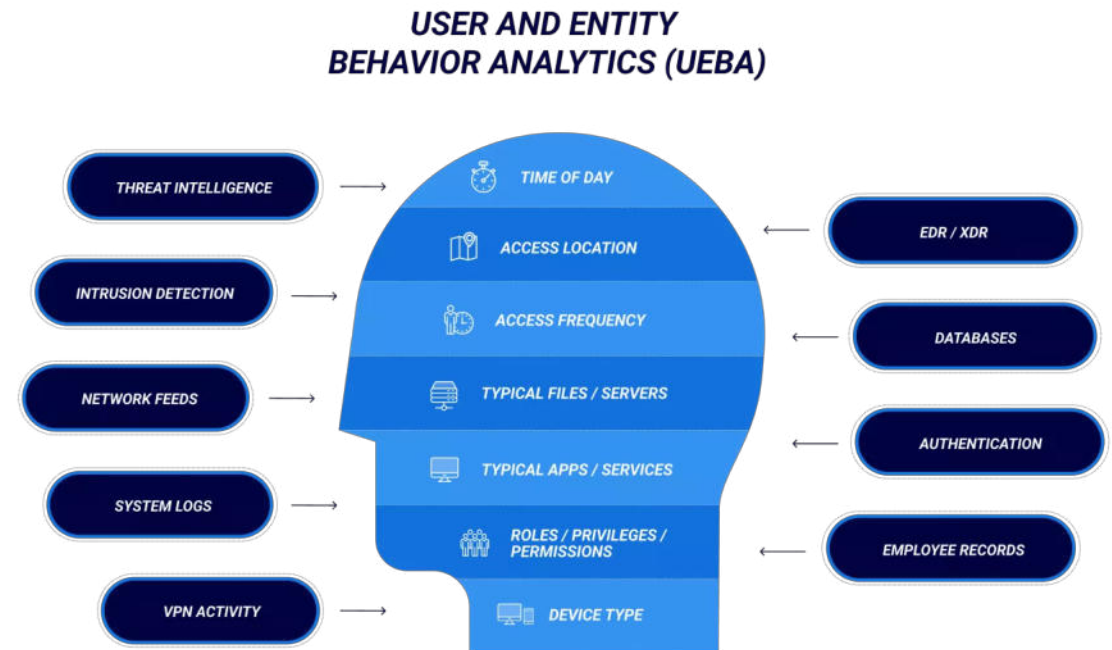 USER AND ENTITY
BEHAVIOR ANALYTICS (UEBA)
THREAT INTELLIGENCE
INTRUSION DETECTION
NETWORK FEEDS
SYSTEM LOGS
VPN ACTIVITY
TIME OF DAY
ACCESS LOCATION
ACCESS FREQUENCY
TYPICAL FILES / SERVERS
TYPICAL APPS / SERVICES
ROLES / PRIVILEGES /
PERMISSIONS
DEVICE TYPE
EDR / XDR
DATABASES
AUTHENTICATION
EMPLOYEE RECORDS